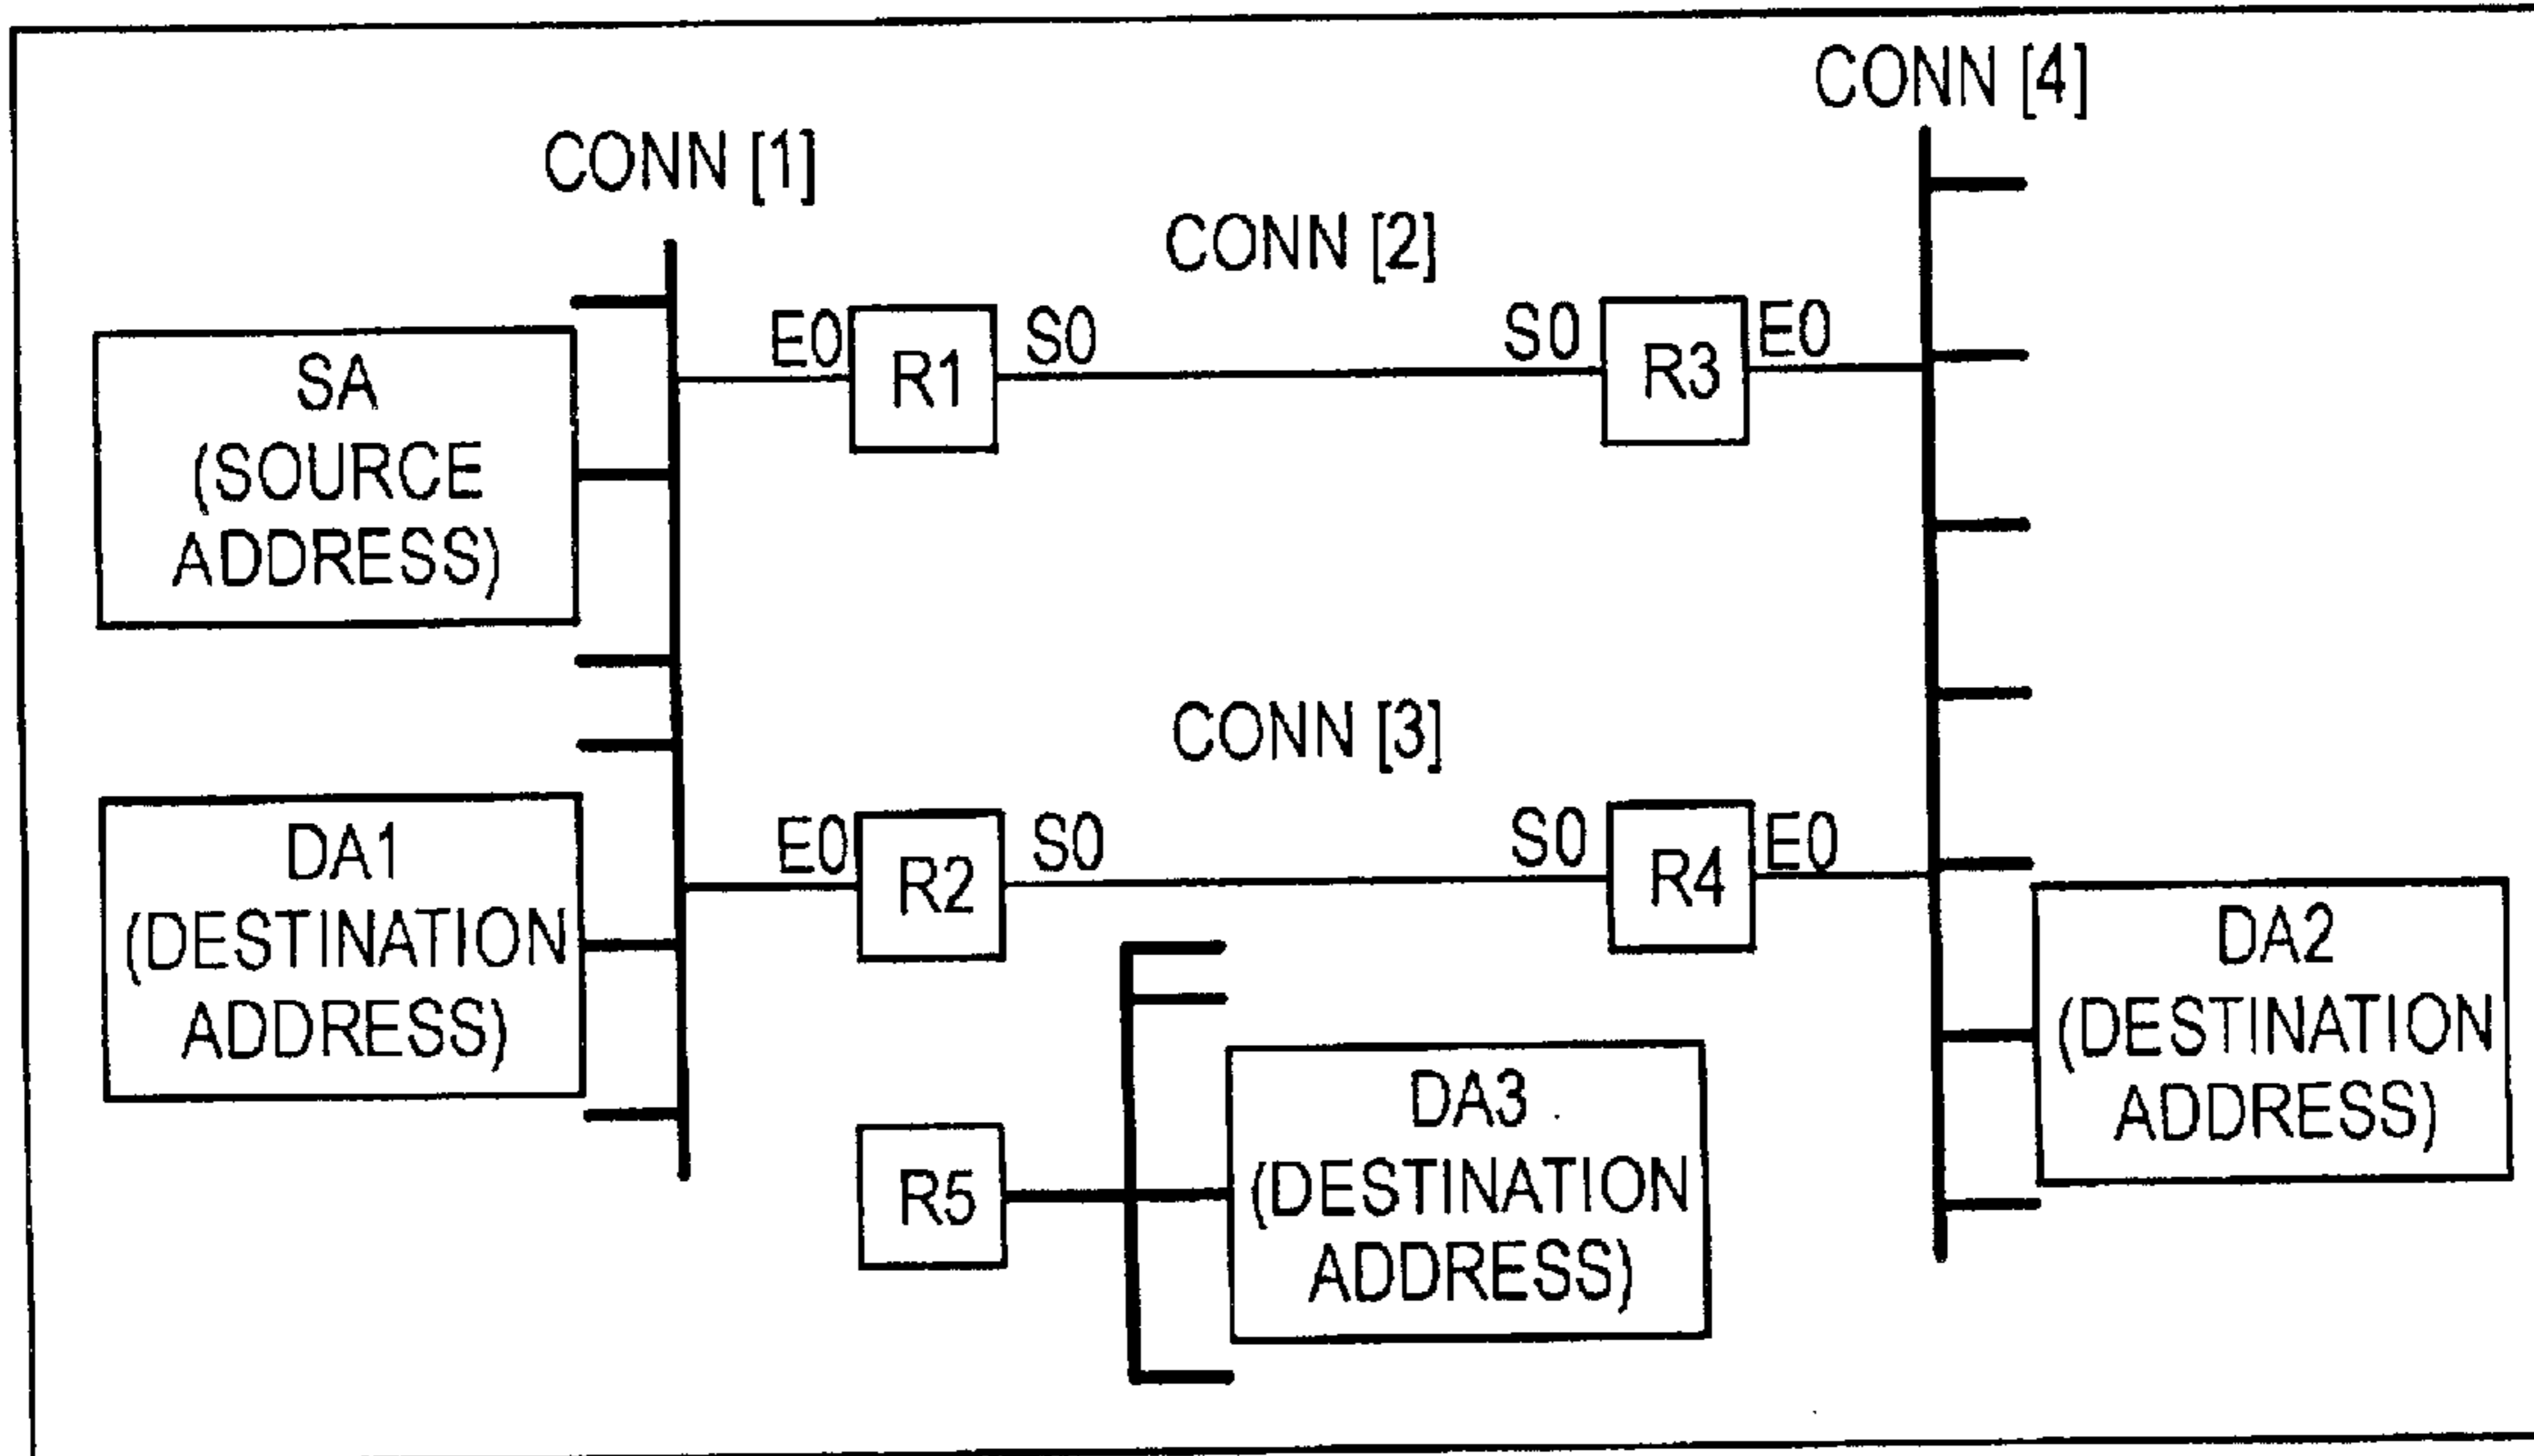 CONN [4]
CONN [1]
CONN [2]
E0
R1
S0
S0
R3
E0
SA
(SOURCE
ADDRESS)
CONN [3]
E0
R2
S0
S0
R4
E0
DA1
(DESTINATION
ADDRESS)
DA2
(DESTINATION
ADDRESS)
R5
DA3
(DESTINATION
ADDRESS)